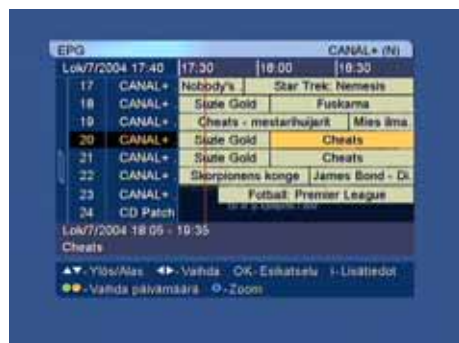 EPG CANAL+ (N)
Lok/7/2004 17:40 17:30 18:00 18:30
17 CANAL+ Nobody's Star Trek: Nemesis
18 CANAL+ Suzie Gold Fuskarna
19 CANAL+ Cheats - mestarihuijarit Mies ilma
20 CANAL+ Suzie Gold Cheats
21 CANAL+ Suzie Gold Cheats
22 CANAL+ Skorpionens konge James Bond - Di
23 CANAL+ Fotball: Premier League
24 CD Patch
Lok/7/2004 18:05 - 19:35
Cheats
▲▼-Ylös/Alas ◀▶-Vaihda OK-Esikatselu i-Lisätiedot
-Vaihda päivämäärä -Zoom